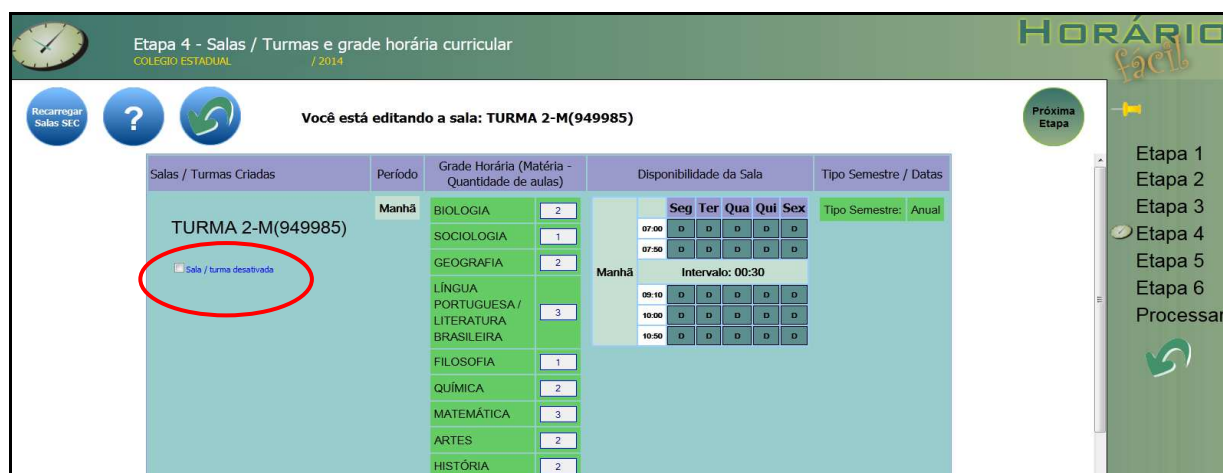 Etapa 4 - Salas / Turmas e grade horária curricular
COLEGIO ESTADUAL / 2014
HORÁRIO
fácil
Recarregar
Salas SEC
?
Você está editando a sala: TURMA 2-M(949985)
Próxima
Etapa
Etapa 1
Etapa 2
Etapa 3
Etapa 4
Etapa 5
Etapa 6
Processar
Salas / Turmas Criadas
Período
Grade Horária (Matéria -
Quantidade de aulas)
Disponibilidade da Sala
Tipo Semestre / Datas
TURMA 2-M(949985)
Sala / turma desativada
Manhã
BIOLOGIA 2
SOCIOLOGIA 1
GEOGRAFIA 2
LÍNGUA
PORTUGUESA /
LITERATURA
BRASILEIRA
3
FILOSOFIA 1
QUÍMICA 2
MATEMÁTICA 3
ARTES 2
HISTÓRIA 2
Manhã
Seg Ter Qua Qui Sex
07:00 D D D D D
07:50 D D D D D
Intervalo: 00:30
09:10 D D D D D
10:00 D D D D D
10:50 D D D D D
Tipo Semestre: Anual